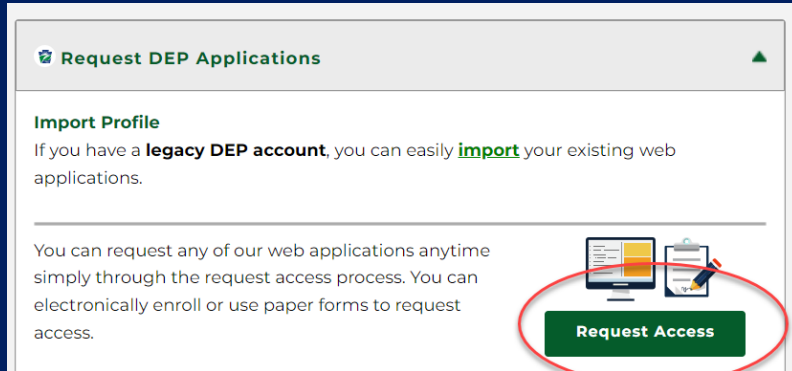 Request DEP Applications
Import Profile
If you have a legacy DEP account, you can easily import your existing web
applications.
You can request any of our web applications anytime
simply through the request access process. You can
electronically enroll or use paper forms to request
access.
Request Access